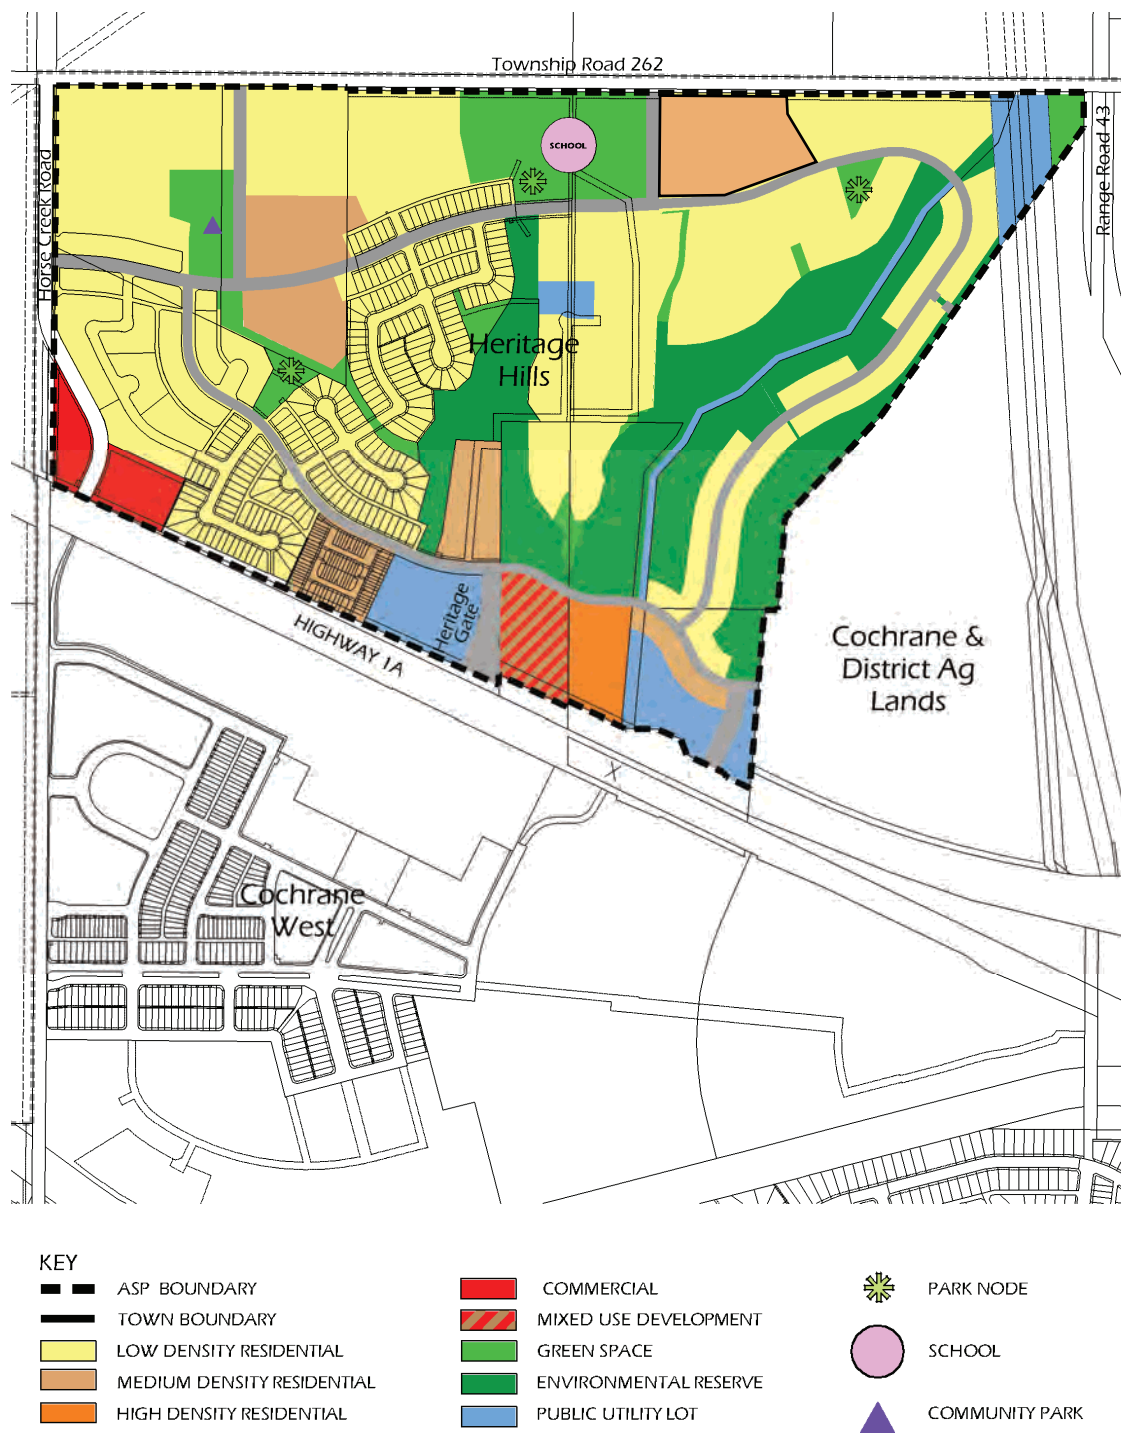 Township Road 262
Horse Creek Road
Range Road 43
SCHOOL
Heritage
Hills
Heritage
Gate
HIGHWAY 1A
Cochrane &
District Ag
Lands
Cochrane
West
KEY
ASP BOUNDARY
TOWN BOUNDARY
LOW DENSITY RESIDENTIAL
MEDIUM DENSITY RESIDENTIAL
HIGH DENSITY RESIDENTIAL
COMMERCIAL
MIXED USE DEVELOPMENT
GREEN SPACE
ENVIRONMENTAL RESERVE
PUBLIC UTILITY LOT
PARK NODE
SCHOOL
COMMUNITY PARK